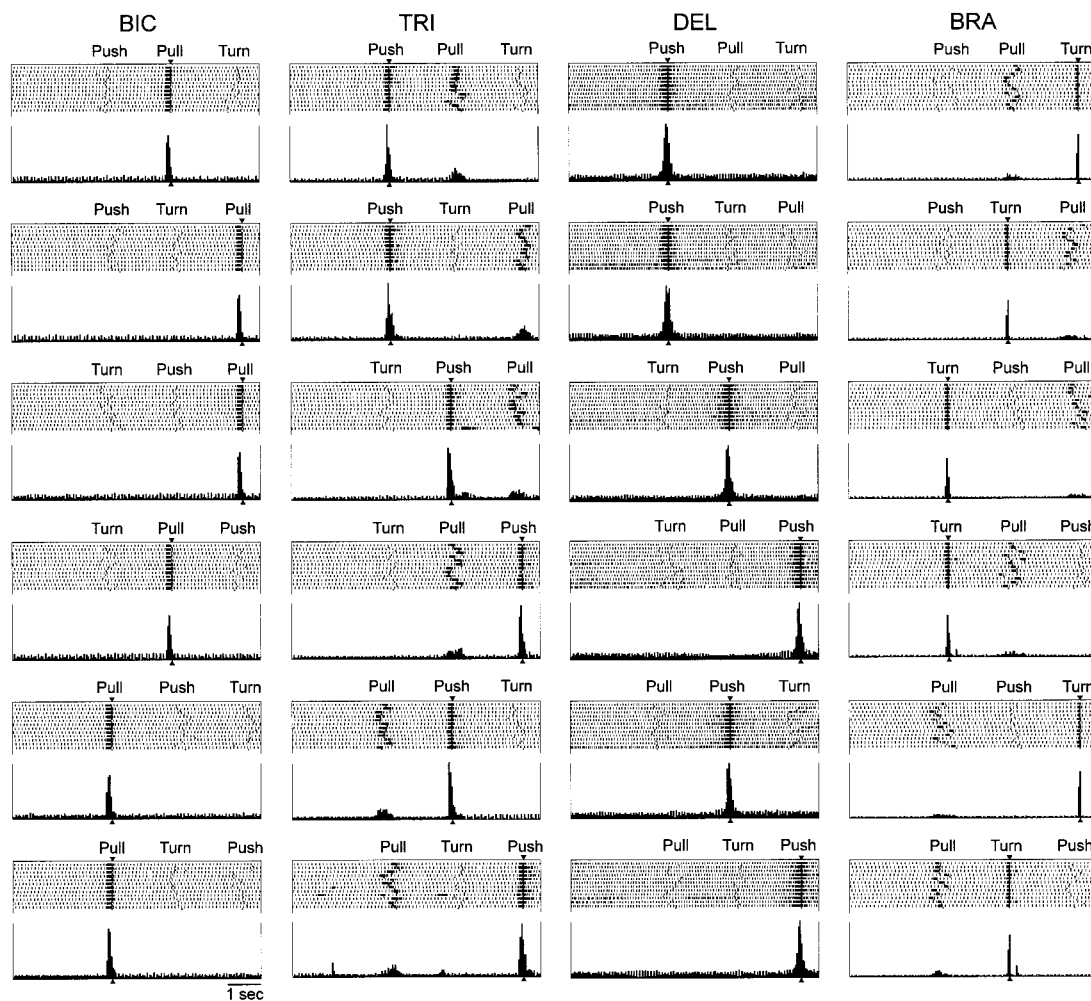 BIC TRI DEL BRA
Push Pull Turn Push Pull Turn Push Pull Turn Push Pull Turn
Push Turn Pull Push Turn Pull Push Turn Pull Push Turn Pull
Turn Push Pull Turn Push Pull Turn Push Pull Turn Push Pull
Turn Pull Push Turn Pull Push Turn Pull Push Turn Pull Push
Pull Push Turn Pull Push Turn Pull Push Turn Pull Push Turn
Pull Turn Push Pull Turn Push Pull Turn Push Pull Turn Push
1 sec